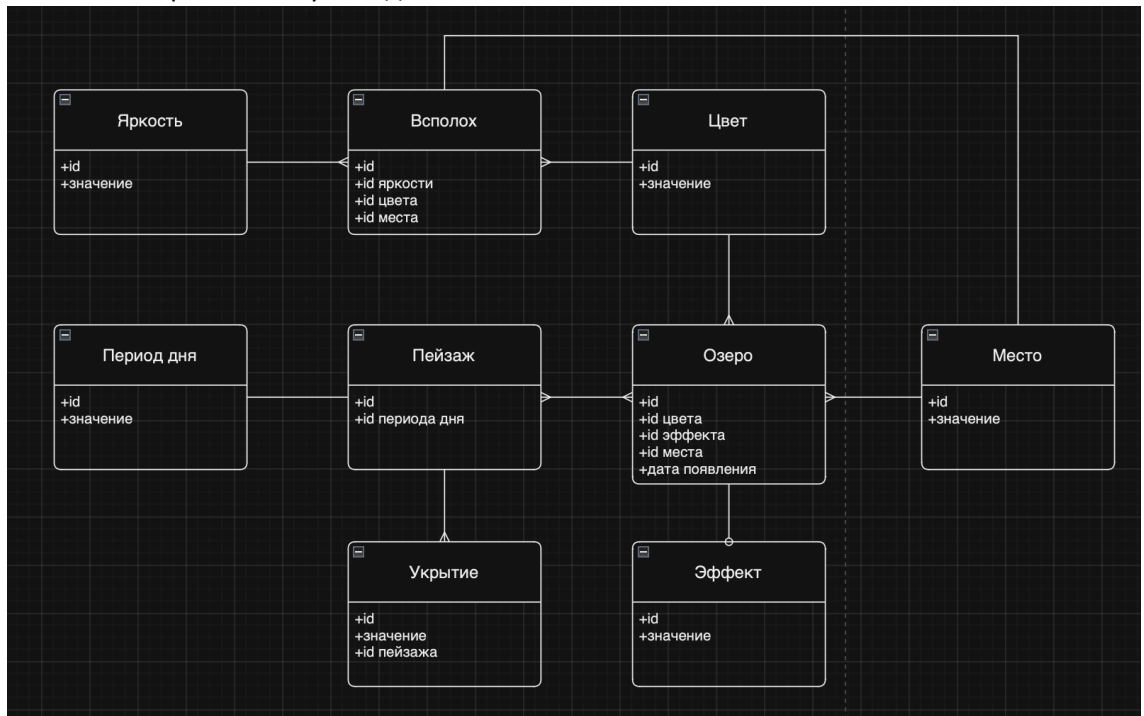 Яркость
+id
+значение
Всполох
+id
+id яркости
+id цвета
+id места
Цвет
+id
+значение
Период дня
+id
+значение
Пейзаж
+id
+id периода дня
Озеро
+id
+id цвета
+id эффекта
+id места
+дата появления
Место
+id
+значение
Укрытие
+id
+значение
+id пейзажа
Эффект
+id
+значение